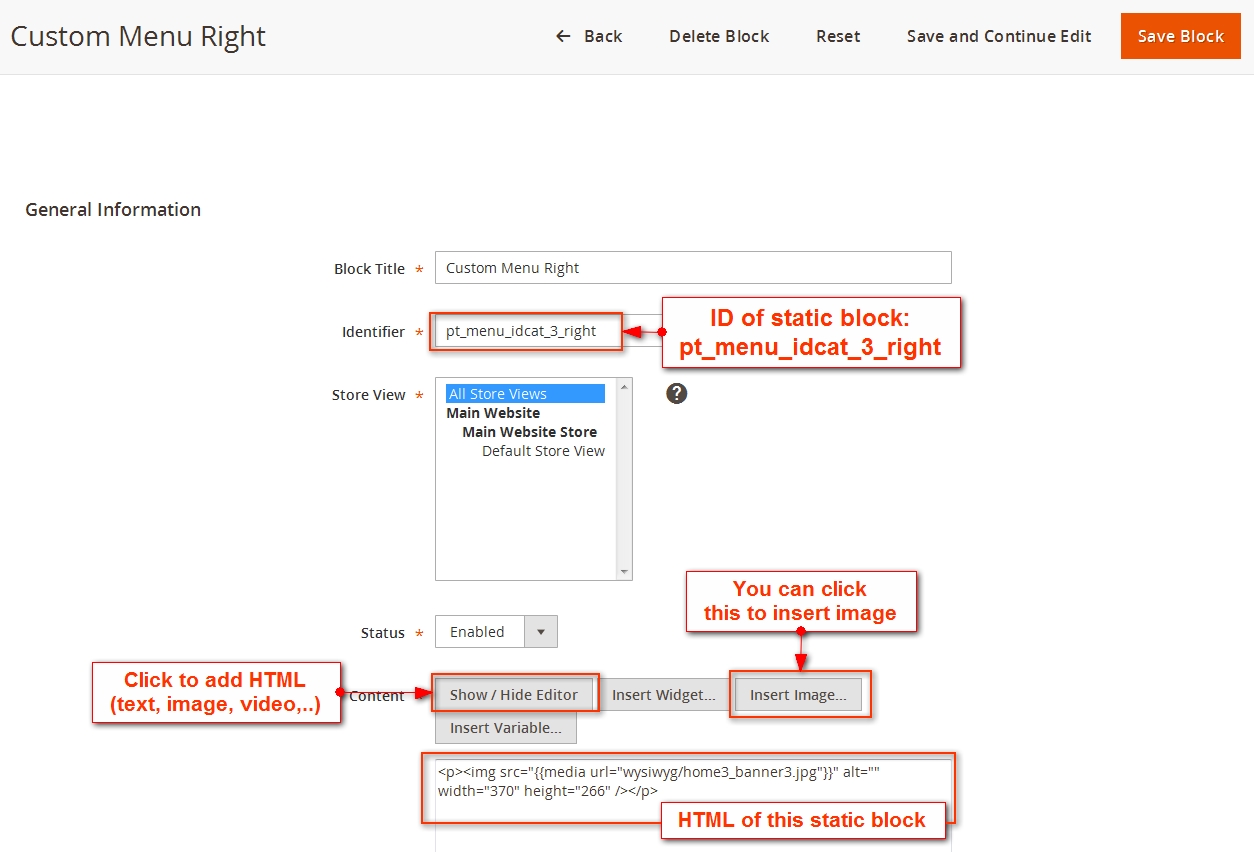 Custom Menu Right
← Back
Delete Block
Reset
Save and Continue Edit
Save Block
General Information
Block Title *
Custom Menu Right
Identifier *
pt_menu_idcat_3_right
ID of static block:
pt_menu_idcat_3_right
Store View *
All Store Views
Main Website
Main Website Store
Default Store View
?
You can click
this to insert image
Status *
Enabled
Click to add HTML
(text, image, video,..)
Content
Show / Hide Editor
Insert Widget...
Insert Image...
Insert Variable...
<p><img src="{{media url="wysiwyg/home3_banner3.jpg"}}" alt=""
width="370" height="266" /></p>
HTML of this static block